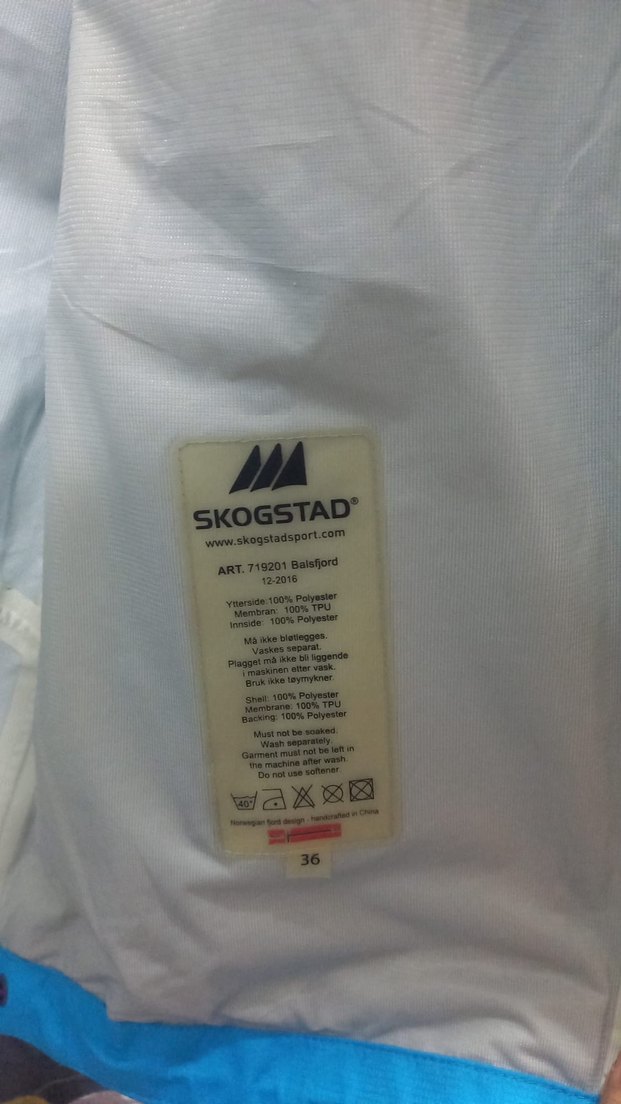 SKOGSTAD®
www.skogstadsport.com
ART. 719201 Balsfjord
12-2016
Ytterside:100% Polyester
Membran: 100% TPU
Innside: 100% Polyester
Må ikke bløtlegges.
Vaskes separat.
Plagget må ikke bli liggende
i maskinen etter vask.
Bruk ikke tøymykner
Shell: 100% Polyester
Membrane: 100% TPU
Backing: 100% Polyester
Must not be soaked.
Wash separately.
Garment must not be left in
the machine after wash.
Do not use softener
40°
Norwegian fjord design - handcrafted in China
36